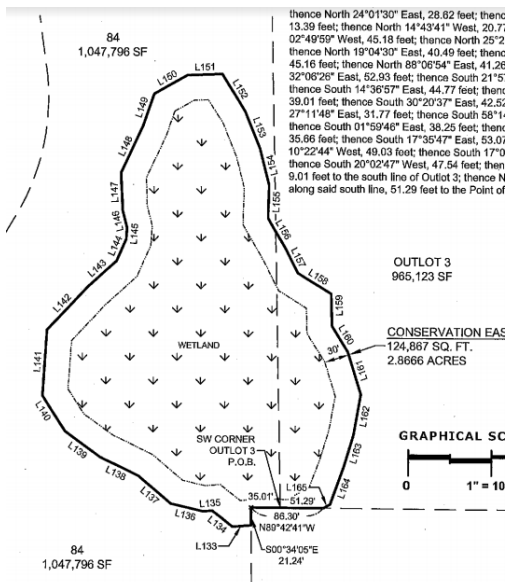 thence North 24°01'30" East, 28.62 feet; thenc
13.39 feet; thence North 14°43'41" West, 20.77
02°49'59" West, 45.18 feet; thence North 25°2
thence North 19°04'30" East, 40.49 feet; thenc
45.16 feet; thence North 88°06'54" East, 41.26
32°06'26" East, 52.93 feet; thence South 21°5
thence South 14°36'57" East, 44.77 feet; thenc
39.01 feet; thence South 30°20'37" East, 42.52
27°11'48" East, 31.77 feet; thence South 58°14
thence South 01°59'46" East, 38.25 feet; thenc
35.66 feet; thence South 17°35'47" East, 53.07
10°22'44" West, 49.03 feet; thence South 17°0
thence South 20°02'47" West, 47.54 feet; then
9.01 feet to the south line of Outlot 3; thence N
along said south line, 51.29 feet to the Point of
84
1,047,796 SF
L151
L150
L152
L149
L153
L148
L154
L147
L155
L146
L145
L144
L156
L143
L157
L158
OUTLOT 3
965,123 SF
L142
L159
L160
CONSERVATION EAS
124,867 SQ. FT.
2.8666 ACRES
WETLAND
30'
L141
L161
L140
L162
SW CORNER
OUTLOT 3
P.O.B.
GRAPHICAL SC
L163
L139
L138
L165
L164
0
1" = 10
L137
35.01'
51.29'
L136
L135
86.30'
L134
N89°42'41"W
L133
S00°34'05"E
21.24'
84
1,047,796 SF